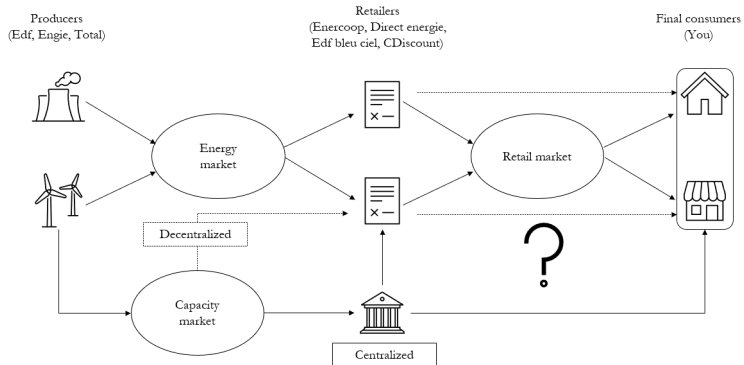 Producers
(Edf, Engie, Total)
Retailers
(Enercoop, Direct energie,
Edf bleu ciel, CDiscount)
Final consumers
(You)
Energy
market
Retail market
Decentralized
Capacity
market
?
Centralized